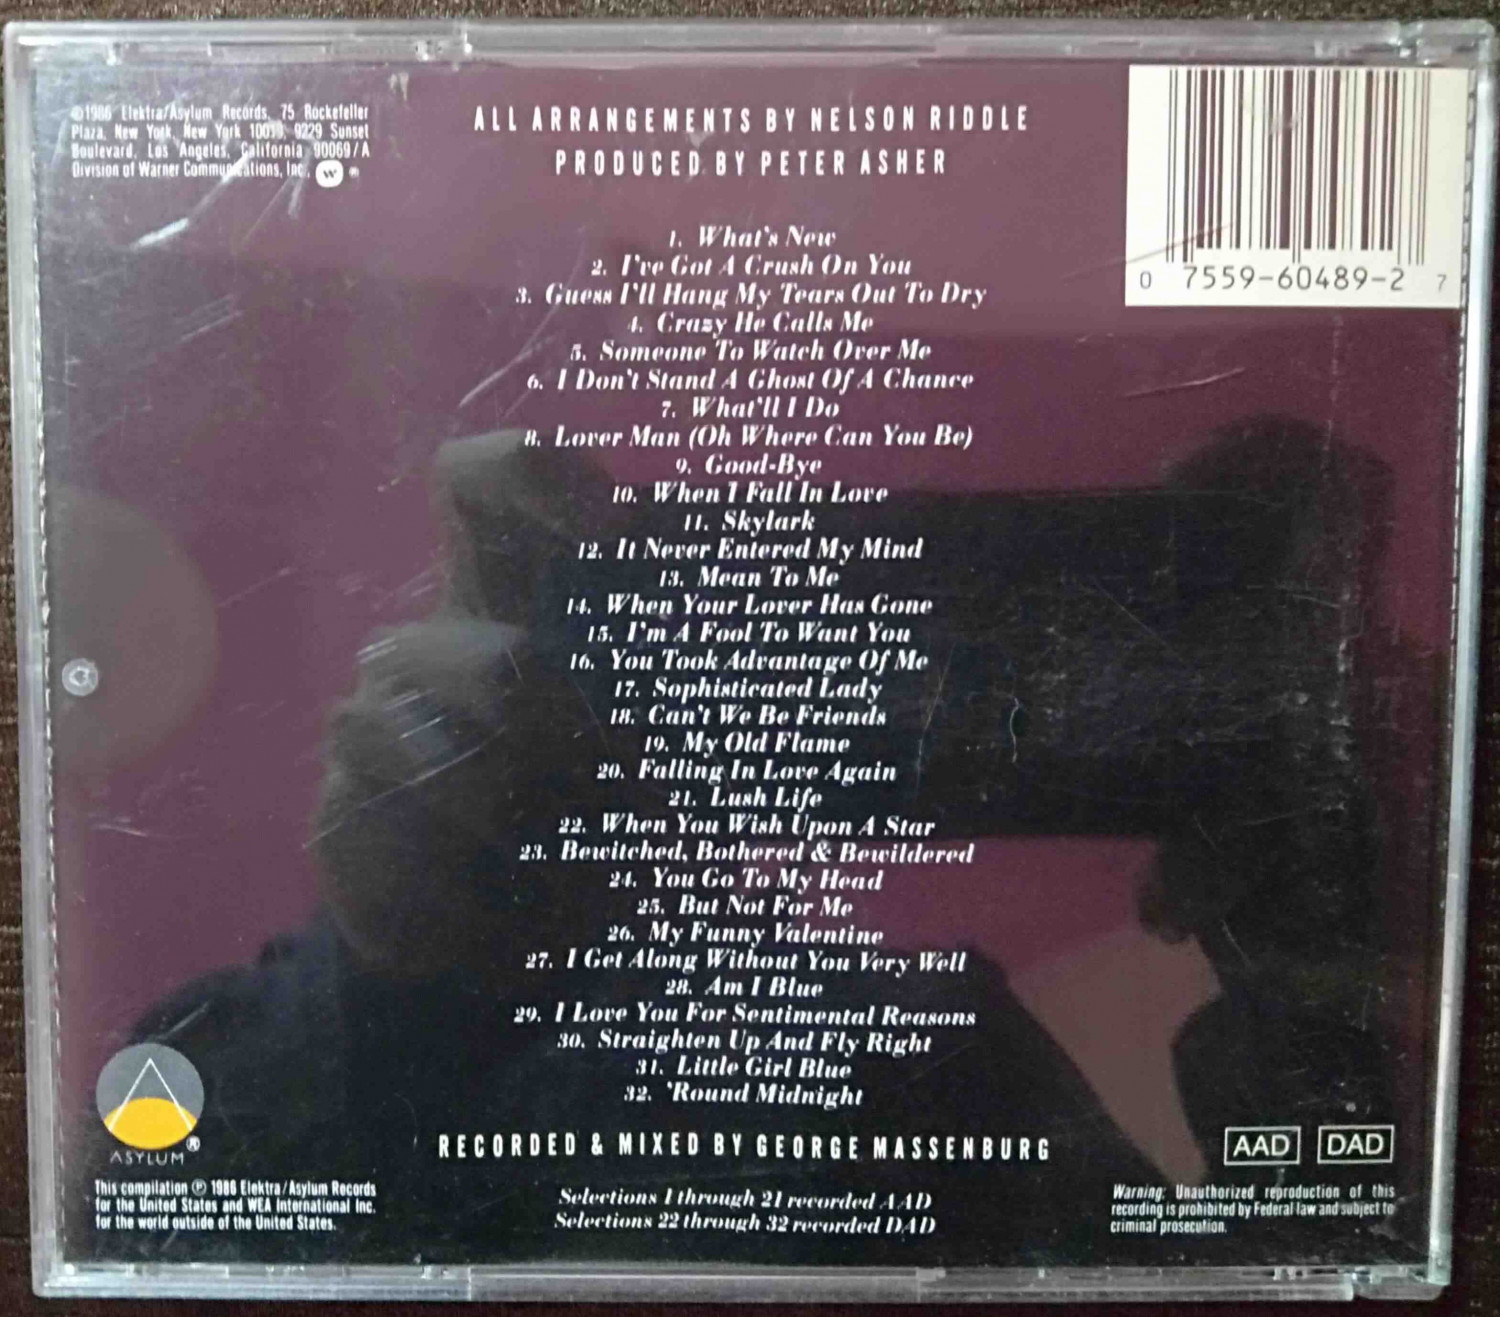 ©1986 Elektra/Asylum Records, 75 Rockefeller
Plaza, New York, New York 10019, 9229 Sunset
Boulevard, Los Angeles, California 90069/A
Division of Warner Communications, Inc.,
ALL ARRANGEMENTS BY NELSON RIDDLE
PRODUCED BY PETER ASHER
0 7559-60489-2 7
1. What's New
2. I've Got A Crush On You
3. Guess I'll Hang My Tears Out To Dry
4. Crazy He Calls Me
5. Someone To Watch Over Me
6. I Don't Stand A Ghost Of A Chance
7. What'll I Do
8. Lover Man (Oh Where Can You Be)
9. Good-Bye
10. When I Fall In Love
11. Skylark
12. It Never Entered My Mind
13. Mean To Me
14. When Your Lover Has Gone
15. I'm A Fool To Want You
16. You Took Advantage Of Me
17. Sophisticated Lady
18. Can't We Be Friends
19. My Old Flame
20. Falling In Love Again
21. Lush Life
22. When You Wish Upon A Star
23. Bewitched, Bothered & Bewildered
24. You Go To My Head
25. But Not For Me
26. My Funny Valentine
27. I Get Along Without You Very Well
28. Am I Blue
29. I Love You For Sentimental Reasons
30. Straighten Up And Fly Right
31. Little Girl Blue
32. 'Round Midnight
RECORDED & MIXED BY GEORGE MASSENBURG
Selections 1 through 21 recorded AAD
Selections 22 through 32 recorded DAD
®
ASYLUM
This compilation ℗ 1986 Elektra/Asylum Records
for the United States and WEA International Inc.
for the world outside of the United States.
AAD DAD
Warning: Unauthorized reproduction of this
recording is prohibited by Federal law and subject to
criminal prosecution.